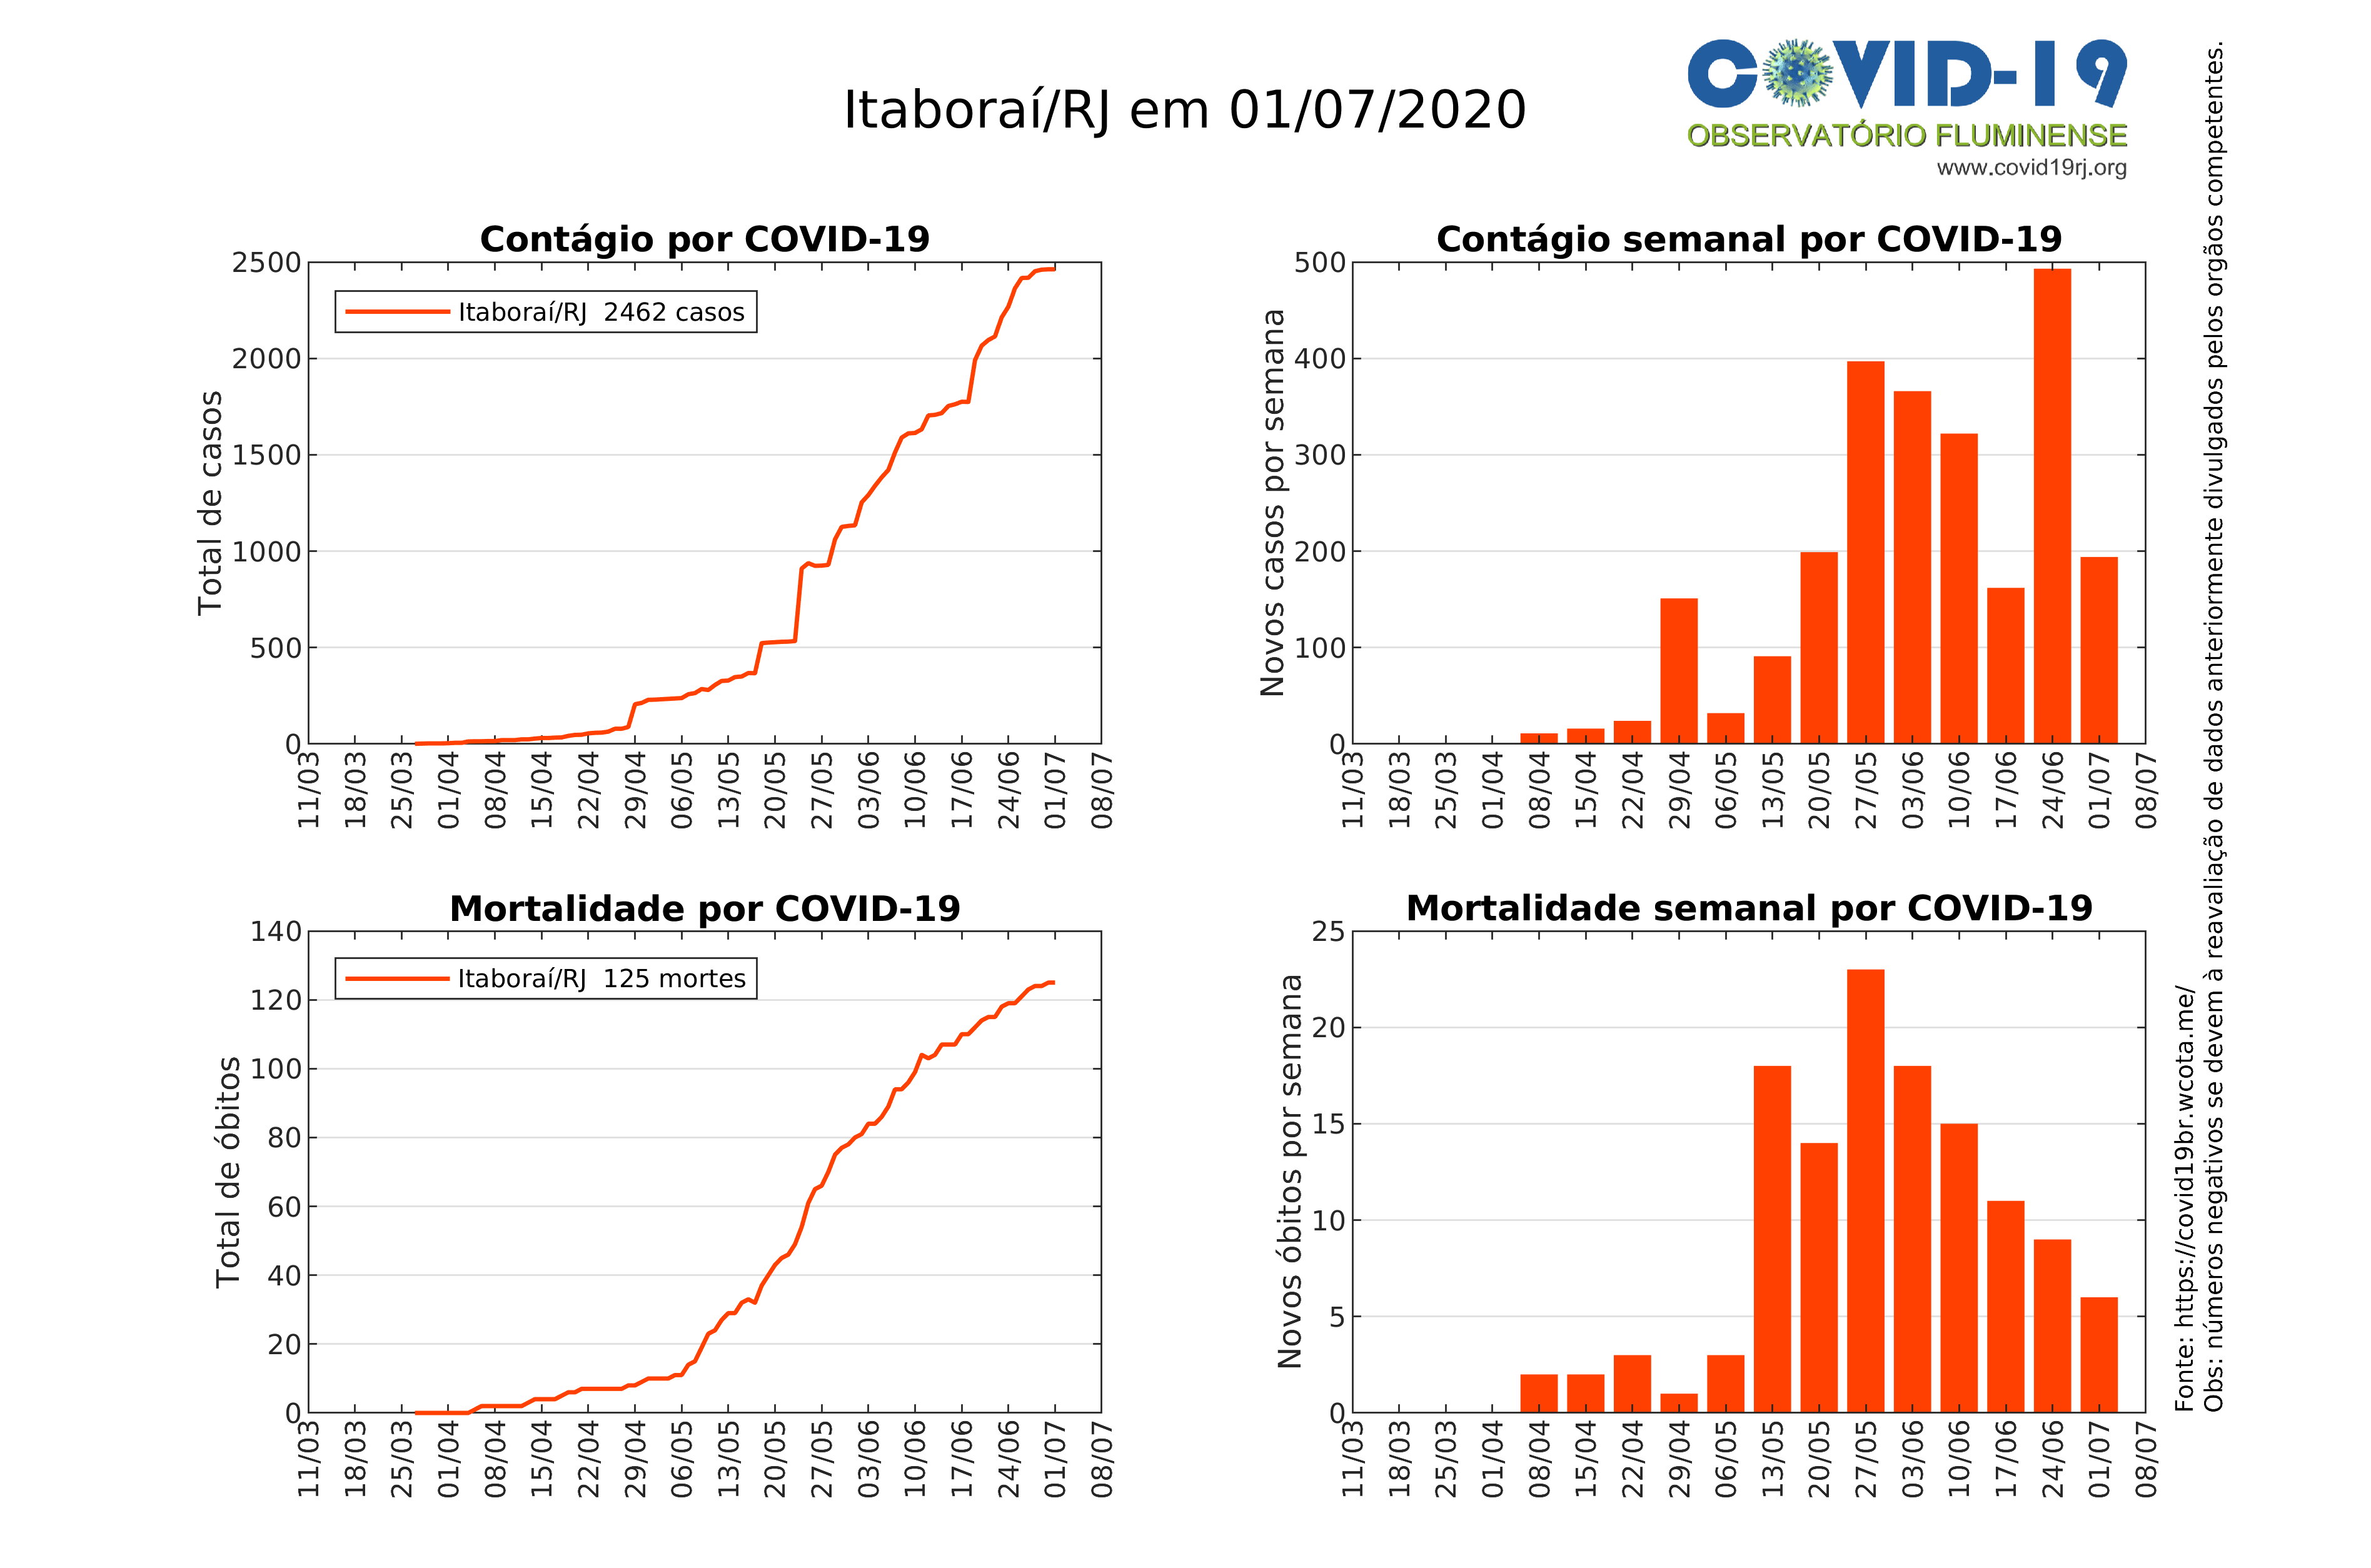 Itaboraí/RJ em 01/07/2020
COVID-19
OBSERVATÓRIO FLUMINENSE
www.covid19rj.org
Contágio por COVID-19
Total de casos
2500
2000
1500
1000
500
0
Itaboraí/RJ 2462 casos
11/03 18/03 25/03 01/04 08/04 15/04 22/04 29/04 06/05 13/05 20/05 27/05 03/06 10/06 17/06 24/06 01/07 08/07
Contágio semanal por COVID-19
Novos casos por semana
500
400
300
200
100
0
11/03 18/03 25/03 01/04 08/04 15/04 22/04 29/04 06/05 13/05 20/05 27/05 03/06 10/06 17/06 24/06 01/07 08/07
Mortalidade por COVID-19
Total de óbitos
140
120
100
80
60
40
20
0
Itaboraí/RJ 125 mortes
11/03 18/03 25/03 01/04 08/04 15/04 22/04 29/04 06/05 13/05 20/05 27/05 03/06 10/06 17/06 24/06 01/07 08/07
Mortalidade semanal por COVID-19
Novos óbitos por semana
25
20
15
10
5
0
11/03 18/03 25/03 01/04 08/04 15/04 22/04 29/04 06/05 13/05 20/05 27/05 03/06 10/06 17/06 24/06 01/07 08/07
Fonte: https://covid19br.wcota.me/
Obs: números negativos se devem à reavaliação de dados anteriormente divulgados pelos orgãos competentes.